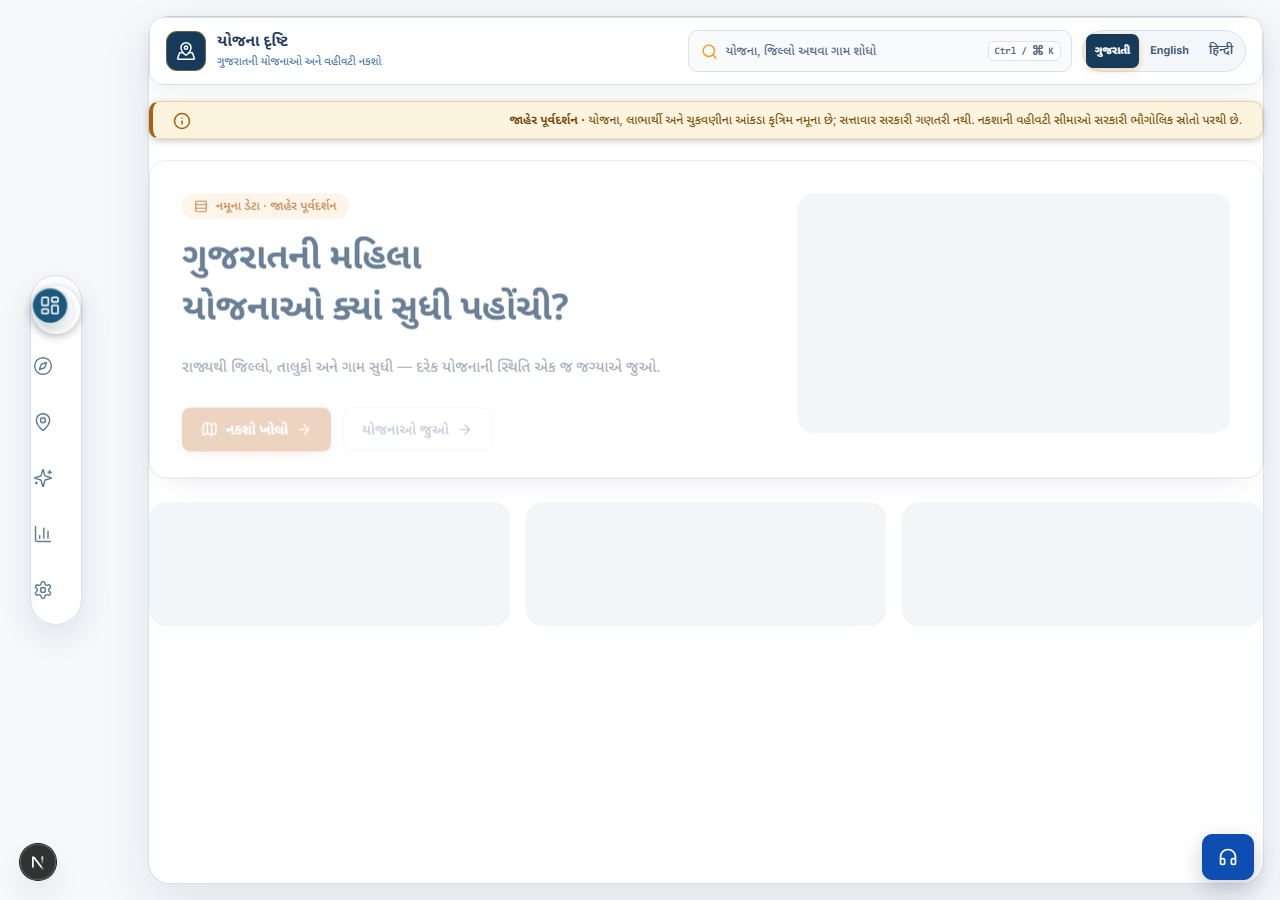 યોજના દૃષ્ટિ
ગુજરાતની યોજનાઓ અને વહીવટી નકશો
યોજના, જિલ્લો અથવા ગામ શોધો
Ctrl / ⌘ K
ગુજરાતી
English
हिन्दी
જાહેર પૂર્વદર્શન · યોજના, લાભાર્થી અને ચુકવણીના આંકડા કૃત્રિમ નમૂના છે; સત્તાવાર સરકારી ગણતરી નથી. નકશાની વહીવટી સીમાઓ સરકારી ભૌગોલિક સ્રોતો પરથી છે.
નમૂના ડેટા · જાહેર પૂર્વદર્શન
ગુજરાતની મહિલા
યોજનાઓ ક્યાં સુધી પહોંચી?
રાજ્યથી જિલ્લો, તાલુકો અને ગામ સુધી — દરેક યોજનાની સ્થિતિ એક જ જગ્યાએ જુઓ.
નકશો ખોલો
યોજનાઓ જુઓ
N